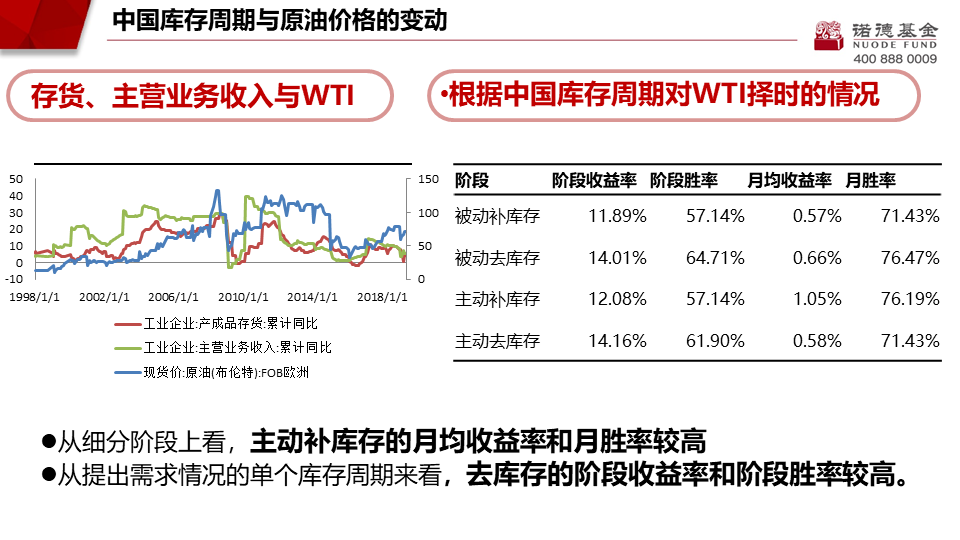 中国库存周期与原油价格的变动
诺德基金
NUODE FUND
400 888 0009
存货、主营业务收入与WTI
•根据中国库存周期对WTI择时的情况
50 150
40
30 100
20
10 50
0
-10 0
1998/1/1 2002/1/1 2006/1/1 2010/1/1 2014/1/1 2018/1/1
工业企业:产成品存货:累计同比
工业企业:主营业务收入:累计同比
现货价:原油(布伦特):FOB欧洲
阶段 阶段收益率 阶段胜率 月均收益率 月胜率
被动补库存 11.89% 57.14% 0.57% 71.43%
被动去库存 14.01% 64.71% 0.66% 76.47%
主动补库存 12.08% 57.14% 1.05% 76.19%
主动去库存 14.16% 61.90% 0.58% 71.43%
●从细分阶段上看，主动补库存的月均收益率和月胜率较高
●从提出需求情况的单个库存周期来看，去库存的阶段收益率和阶段胜率较高。